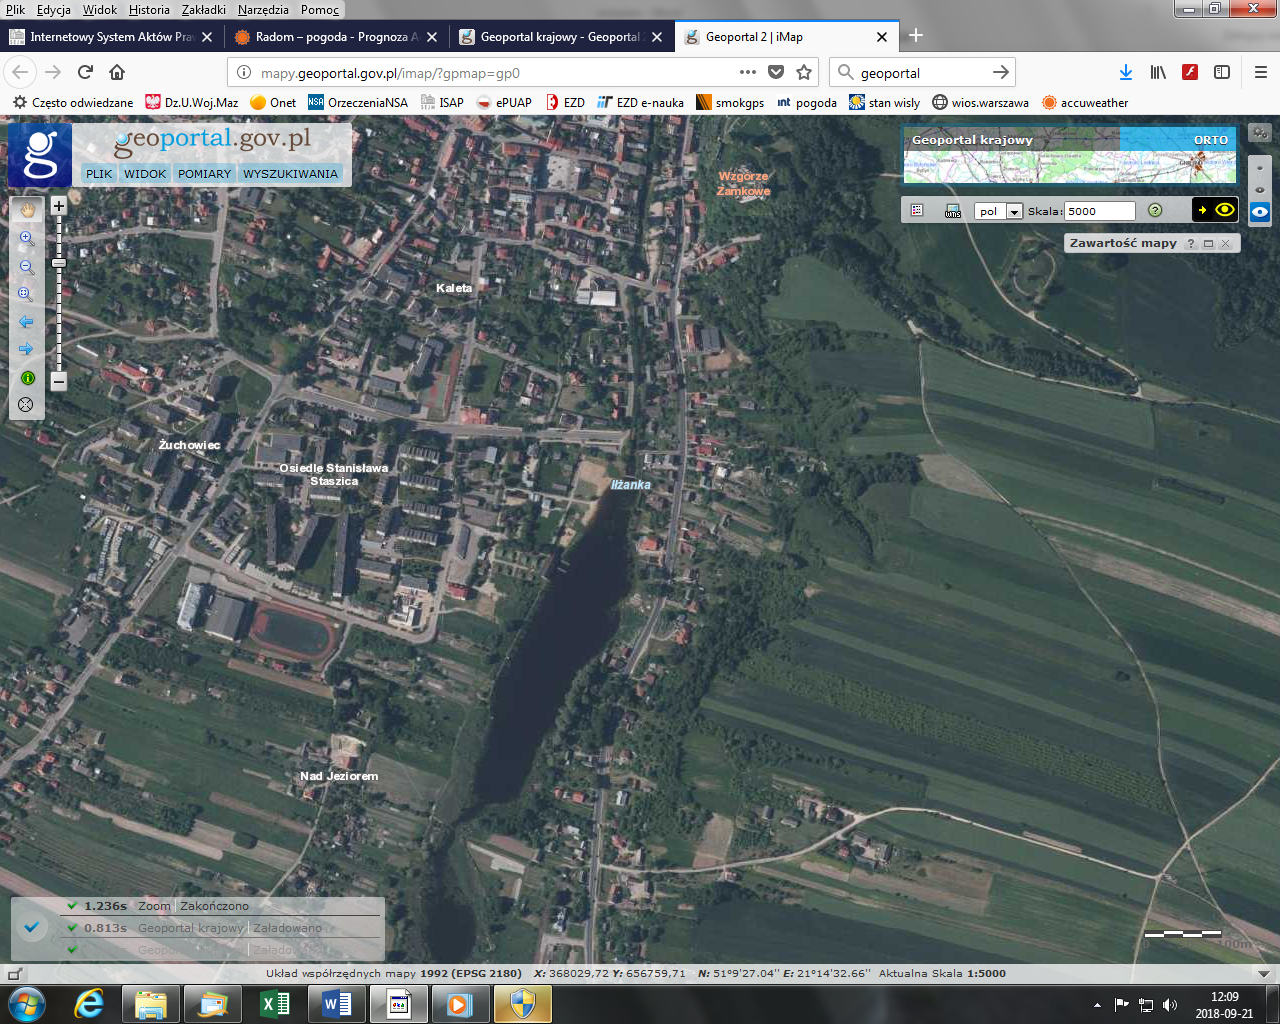 Plik Edycja Widok Historia Zakładki Narzędzia Pomoc
Internetowy System Aktów Pra
Radom – pogoda - Prognoza A
Geoportal krajowy - Geoportal
Geoportal 2 | iMap
mapy.geoportal.gov.pl/imap/?gpmap=gp0
geoportal
Często odwiedzane Dz.U.Woj.Maz Onet OrzeczeniaNSA ISAP ePUAP EZD EZD e-nauka smokgps pogoda stan wisly wios.warszawa accuweather
geoportal.gov.pl
PLIK WIDOK POMIARY WYSZUKIWANIA
Geoportal krajowy ORTO
pol Skala: 5000
Zawartość mapy
Wzgórze
Zamkowe
Kaleta
Żuchowiec
Osiedle Stanisława
Staszica
Iłżanka
Nad Jeziorem
1.236s Zoom Zakończono
0.813s Geoportal krajowy Załadowano
100m
Układ współrzędnych mapy 1992 (EPSG 2180) X: 368029,72 Y: 656759,71 N: 51°9'27.04'' E: 21°14'32.66'' Aktualna Skala 1:5000
12:09
2018-09-21